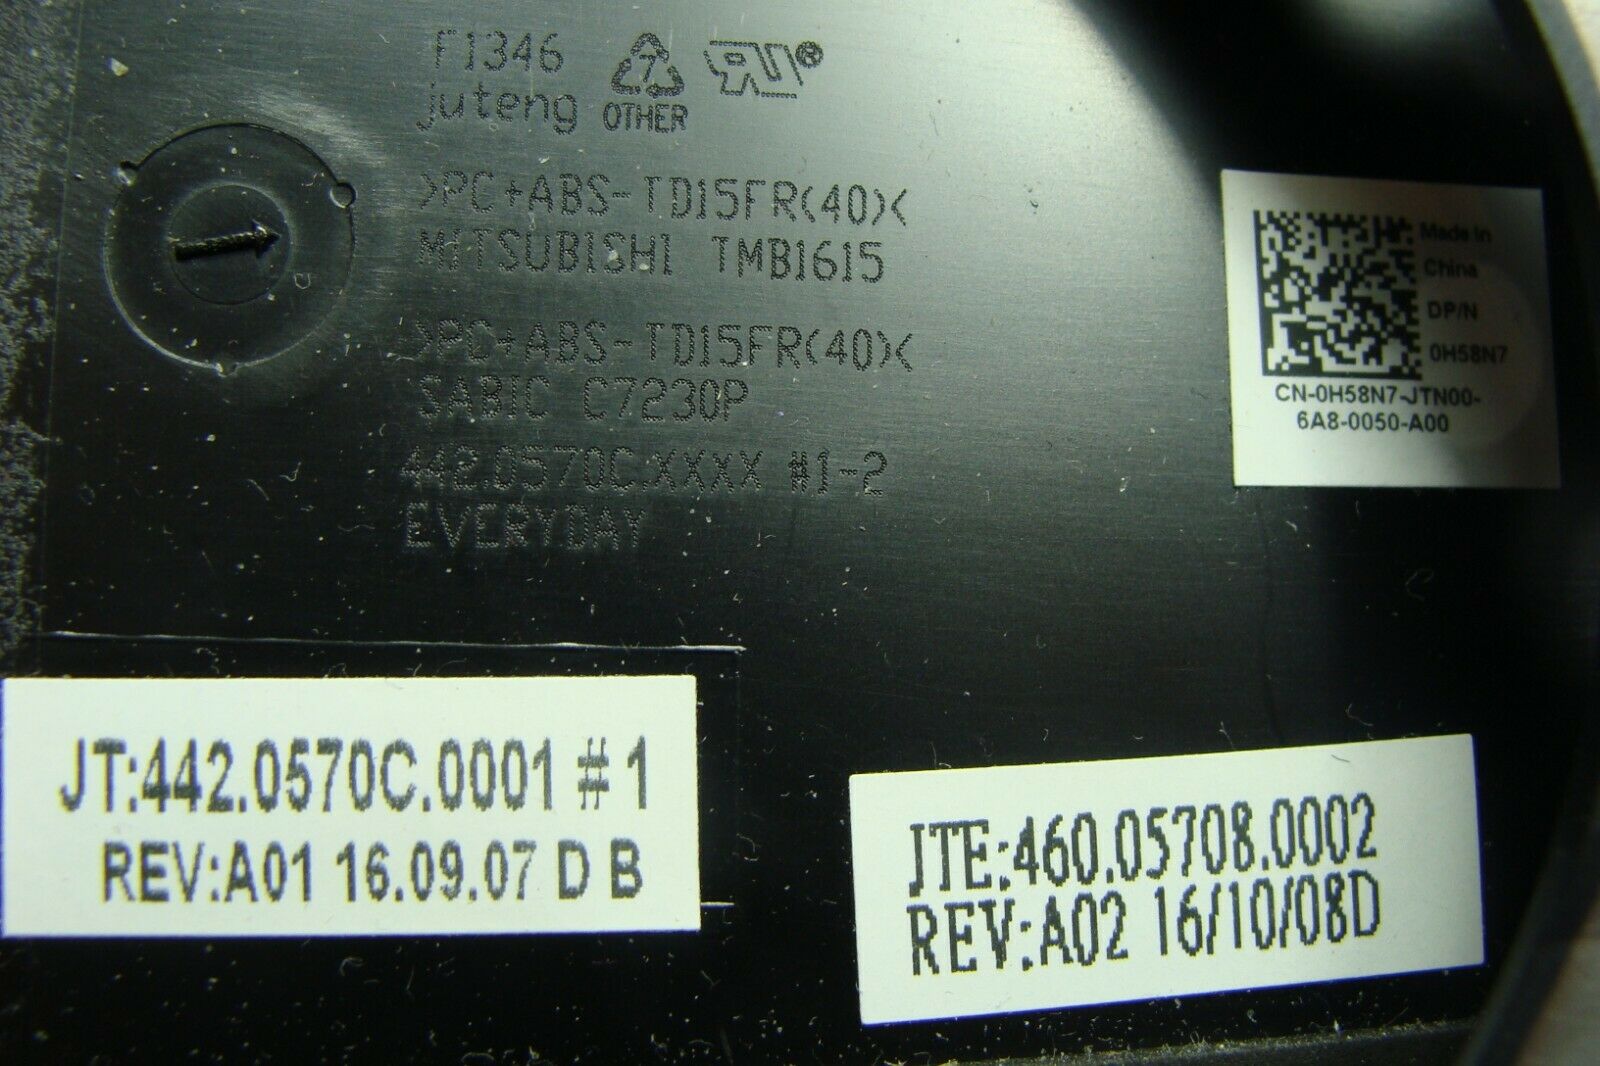 F1346
juteng
7
OTHER
RU®
>PC+ABS-TD15FR(40)<
MITSUBISHI TMB1615
>PC+ABS-TD15FR(40)<
SABIC C7230P
442.0570C.XXXX #1-2
EVERYDAY
Made In
China
DP/N
0H58N7
CN-0H58N7-JTN00-
6A8-0050-A00
JT:442.0570C.0001 #1
REV:A01 16.09.07 D B
JTE:460.05708.0002
REV:A02 16/10/08D